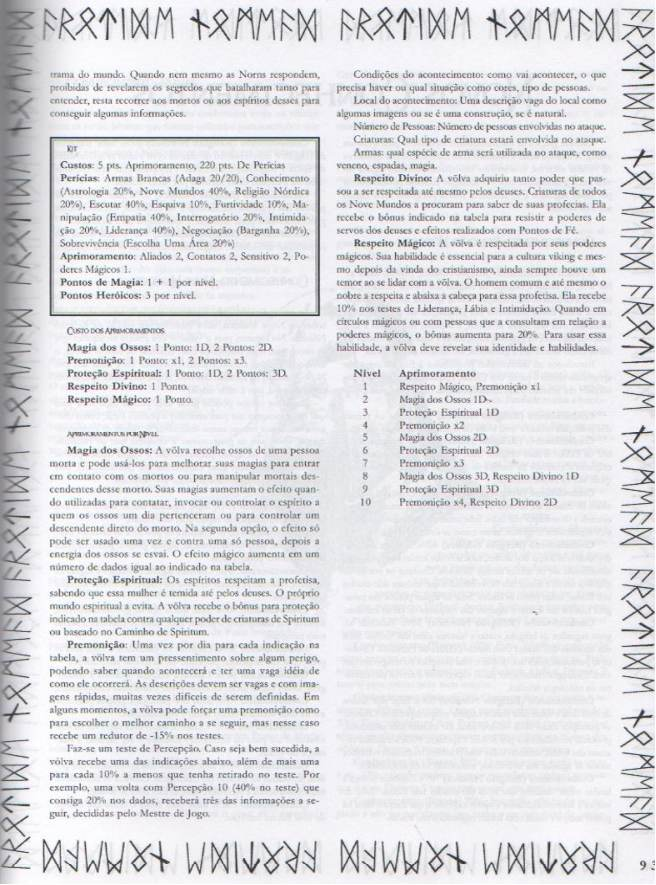 trama do mundo. Quando nem mesmo as Norns respondem,
proibidas de revelarem os segredos que batalharam tanto para
entender, resta recorrer aos mortos ou aos espíritos desses para
conseguir algumas informações.
KIT
Custos: 5 pts. Aprimoramento, 220 pts. De Perícias
Perícias: Armas Brancas (Adaga 20/20), Conhecimento
(Astrologia 20%, Nove Mundos 40%, Religião Nórdica
20%), Escutar 40%, Esquiva 10%, Furtividade 10%, Ma-
nipulação (Empatia 40%, Interrogatório 20%, Intimida-
ção 20%, Liderança 40%), Negociação (Barganha 20%),
Sobrevivência (Escolha Uma Área 20%)
Aprimoramento: Aliados 2, Contatos 2, Sensitivo 2, Po-
deres Mágicos 1.
Pontos de Magia: 1 + 1 por nível.
Pontos Heróicos: 3 por nível.
CUSTO DOS APRIMORAMENTOS
Magia dos Ossos: 1 Ponto: 1D, 2 Pontos: 2D.
Premonição: 1 Ponto: x1, 2 Pontos: x3.
Proteção Espiritual: 1 Ponto: 1D, 2 Pontos: 3D.
Respeito Divino: 1 Ponto.
Respeito Mágico: 1 Ponto.
APRIMORAMENTOS POR NÍVEL
Magia dos Ossos: A völva recolhe ossos de uma pessoa
morta e pode usá-los para melhorar suas magias para entrar
em contato com os mortos ou para manipular mortais des-
cendentes desse morto. Suas magias aumentam o efeito quan-
do utilizadas para contatar, invocar ou controlar o espírito a
quem os ossos um dia pertenceram ou para controlar um
descendente direto do morto. Na segunda opção, o efeito só
pode ser usado uma vez e contra uma só pessoa, depois a
energia dos ossos se esvai. O efeito mágico aumenta em um
número de dados igual ao indicado na tabela.
Proteção Espiritual: Os espíritos respeitam a profetisa,
sabendo que essa mulher é temida até pelos deuses. O próprio
mundo espiritual a evita. A völva recebe o bônus para proteção
indicado na tabela contra qualquer poder de criaturas de Spiritum
ou baseado no Caminho de Spiritum.
Premonição: Uma vez por dia para cada indicação na
tabela, a völva tem um pressentimento sobre algum perigo,
podendo saber quando acontecerá e ter uma vaga idéia de
como ele ocorrerá. As descrições devem ser vagas e com ima-
gens rápidas, muitas vezes difíceis de serem definidas. Em
alguns momentos, a völva pode forçar uma premonição como
para escolher o melhor caminho a se seguir, mas nesse caso
recebe um redutor de -15% nos testes.
Faz-se um teste de Percepção. Caso seja bem sucedida, a
völva recebe uma das indicações abaixo, além de mais uma
para cada 10% a menos que tenha retirado no teste. Por
exemplo, uma volta com Percepção 10 (40% no teste) que
consiga 20% nos dados, receberá três das informações a se-
guir, decididas pelo Mestre de Jogo.
Condições do acontecimento: como vai acontecer, o que
precisa haver ou qual situação como cores, tipo de pessoas.
Local do acontecimento: Uma descrição vaga do local como
algumas imagens ou se é uma construção, se é natural.
Número de Pessoas: Número de pessoas envolvidas no ataque.
Criaturas: Qual tipo de criatura estará envolvida no ataque.
Armas: qual espécie de arma será utilizada no ataque, como
veneno, espadas, magia.
Respeito Divino: A völva adquiriu tanto poder que pas-
sou a ser respeitada até mesmo pelos deuses. Criaturas de todos
os Nove Mundos a procuram para saber de suas profecias. Ela
recebe o bônus indicado na tabela para resistir a poderes de
servos dos deuses e efeitos realizados com Pontos de Fé.
Respeito Mágico: A völva é respeitada por seus poderes
mágicos. Sua habilidade é essencial para a cultura viking e mes-
mo depois da vinda do cristianismo, ainda sempre houve um
temor ao se lidar com a völva. O homem comum e até mesmo o
nobre a respeita e abaixa a cabeça para essa profetisa. Ela recebe
10% nos testes de Liderança, Lábia e Intimidação. Quando em
círculos mágicos ou com pessoas que a consultam em relação a
poderes mágicos, o bônus aumenta para 20%. Para usar essa
habilidade, a völva deve revelar sua identidade e habilidades.
Nível Aprimoramento
1 Respeito Mágico, Premonição x1
2 Magia dos Ossos 1D
3 Proteção Espiritual 1D
4 Premonição x2
5 Magia dos Ossos 2D
6 Proteção Espiritual 2D
7 Premonição x3
8 Magia dos Ossos 3D, Respeito Divino 1D
9 Proteção Espiritual 3D
10 Premonição x4, Respeito Divino 2D